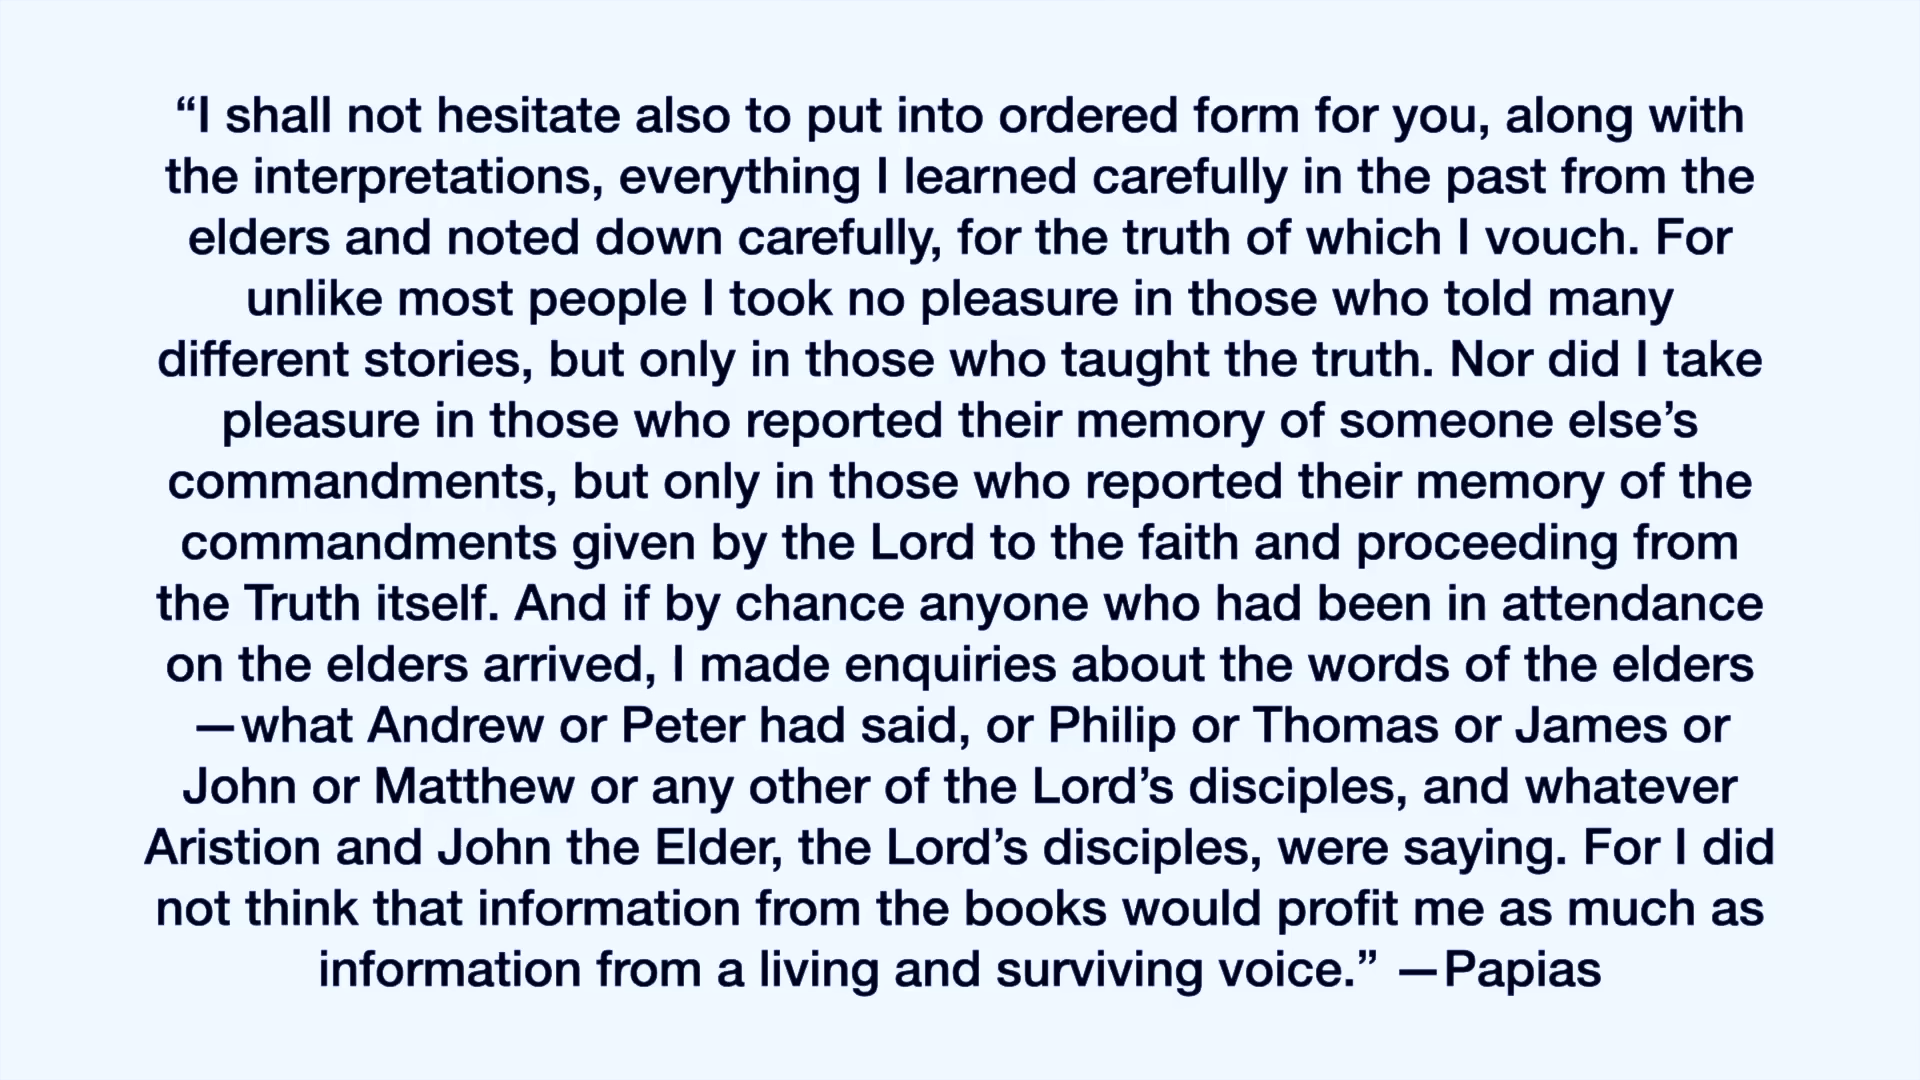 “I shall not hesitate also to put into ordered form for you, along with
the interpretations, everything I learned carefully in the past from the
elders and noted down carefully, for the truth of which I vouch. For
unlike most people I took no pleasure in those who told many
different stories, but only in those who taught the truth. Nor did I take
pleasure in those who reported their memory of someone else’s
commandments, but only in those who reported their memory of the
commandments given by the Lord to the faith and proceeding from
the Truth itself. And if by chance anyone who had been in attendance
on the elders arrived, I made enquiries about the words of the elders
—what Andrew or Peter had said, or Philip or Thomas or James or
John or Matthew or any other of the Lord’s disciples, and whatever
Aristion and John the Elder, the Lord’s disciples, were saying. For I did
not think that information from the books would profit me as much as
information from a living and surviving voice.” —Papias